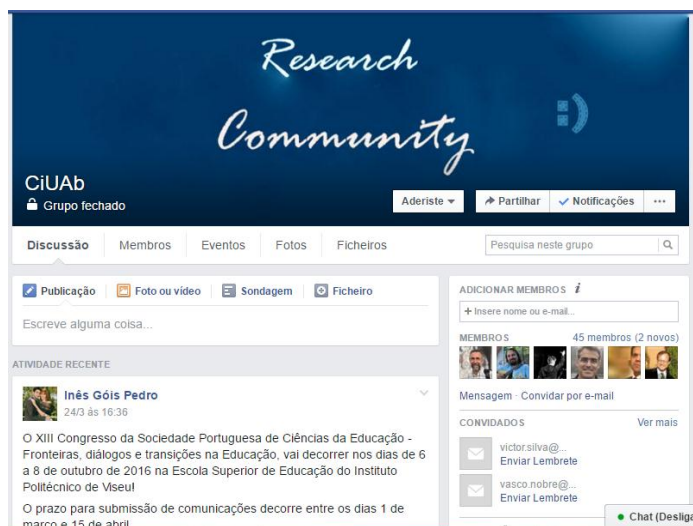 Research
Community
:)
CiUAb
Grupo fechado
Aderiste
Partilhar
Notificações
...
Discussão
Membros
Eventos
Fotos
Ficheiros
Pesquisa neste grupo
Publicação
Foto ou vídeo
Sondagem
Ficheiro
Escreve alguma coisa...
ATIVIDADE RECENTE
Inês Góis Pedro
24/3 às 16:36
O XIII Congresso da Sociedade Portuguesa de Ciências da Educação -
Fronteiras, diálogos e transições na Educação, vai decorrer nos dias de 6
a 8 de outubro de 2016 na Escola Superior de Educação do Instituto
Politécnico de Viseu!
O prazo para submissão de comunicações decorre entre os dias 1 de
março e 15 de abril
ADICIONAR MEMBROS i
+ Insere nome ou e-mail...
MEMBROS
45 membros (2 novos)
Mensagem · Convidar por e-mail
CONVIDADOS
Ver mais
victor.silva@...
Enviar Lembrete
vasco.nobre@...
Enviar Lembrete
Chat (Desliga